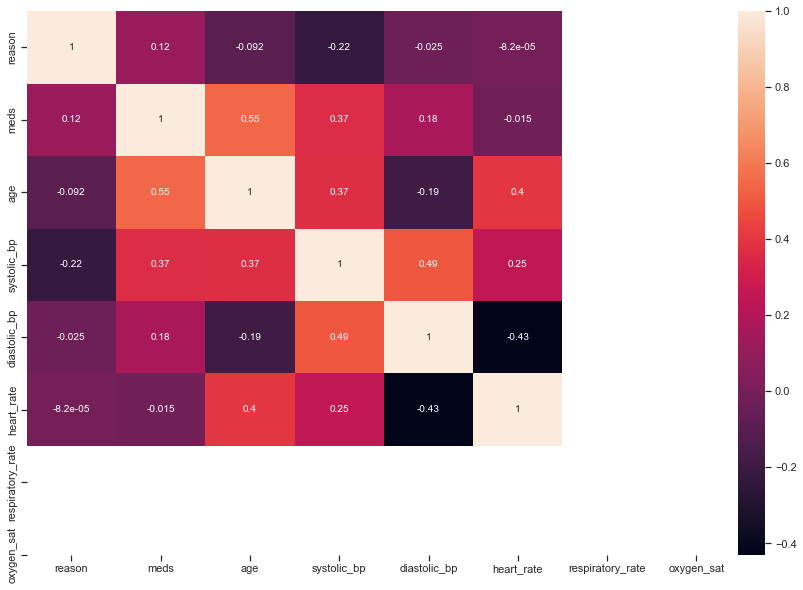 reason 1 0.12 -0.092 -0.22 -0.025 -8.2e-05
meds 0.12 1 0.55 0.37 0.18 -0.015
age -0.092 0.55 1 0.37 -0.19 0.4
systolic_bp -0.22 0.37 0.37 1 0.49 0.25
diastolic_bp -0.025 0.18 -0.19 0.49 1 -0.43
heart_rate -8.2e-05 -0.015 0.4 0.25 -0.43 1
respiratory_rate
oxygen_sat
reason meds age systolic_bp diastolic_bp heart_rate respiratory_rate oxygen_sat
1.0
0.8
0.6
0.4
0.2
0.0
−0.2
−0.4